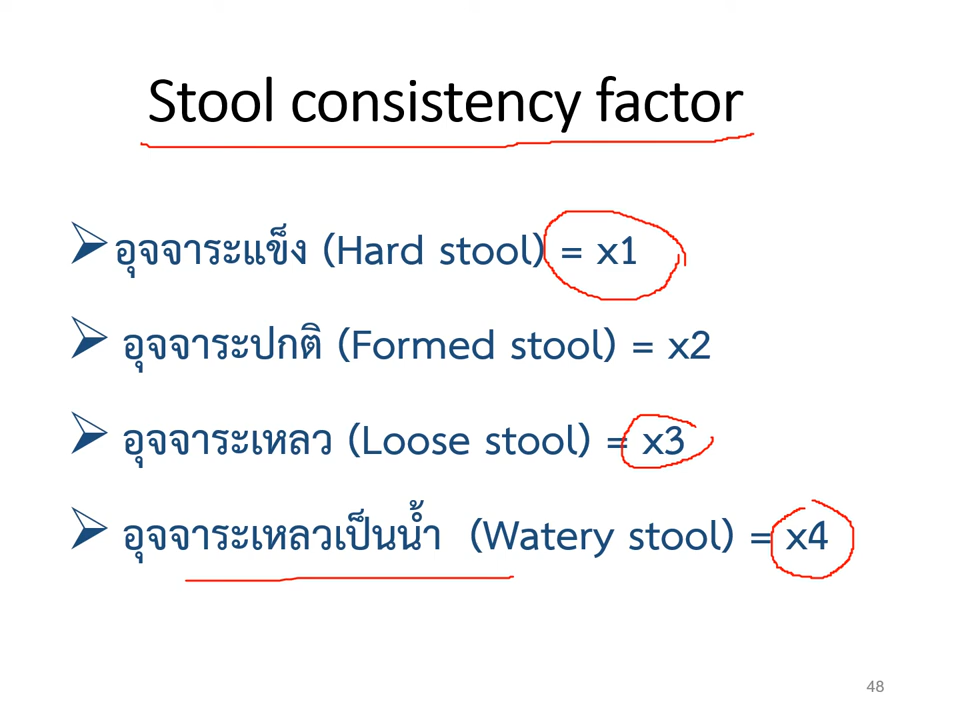 Stool consistency factor
อุจจาระแข็ง (Hard stool) = x1
อุจจาระปกติ (Formed stool) = x2
อุจจาระเหลว (Loose stool) = x3
อุจจาระเหลวเป็นน้ำ (Watery stool) = x4
48